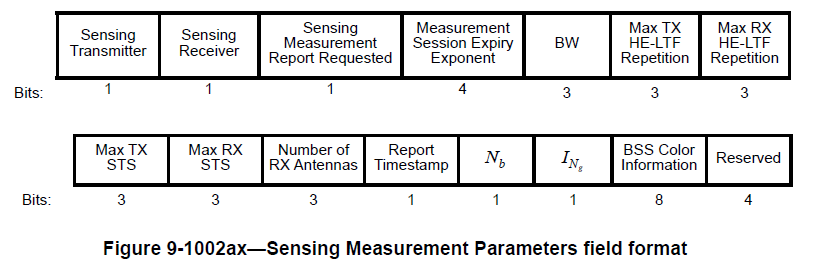 Sensing Transmitter
Sensing Receiver
Sensing Measurement Report Requested
Measurement Session Expiry Exponent
BW
Max TX HE-LTF Repetition
Max RX HE-LTF Repetition
Bits: 1 1 1 4 3 3 3
Max TX STS
Max RX STS
Number of RX Antennas
Report Timestamp
N_b
I_{N_g}
BSS Color Information
Reserved
Bits: 3 3 3 1 1 1 8 4
Figure 9-1002ax—Sensing Measurement Parameters field format